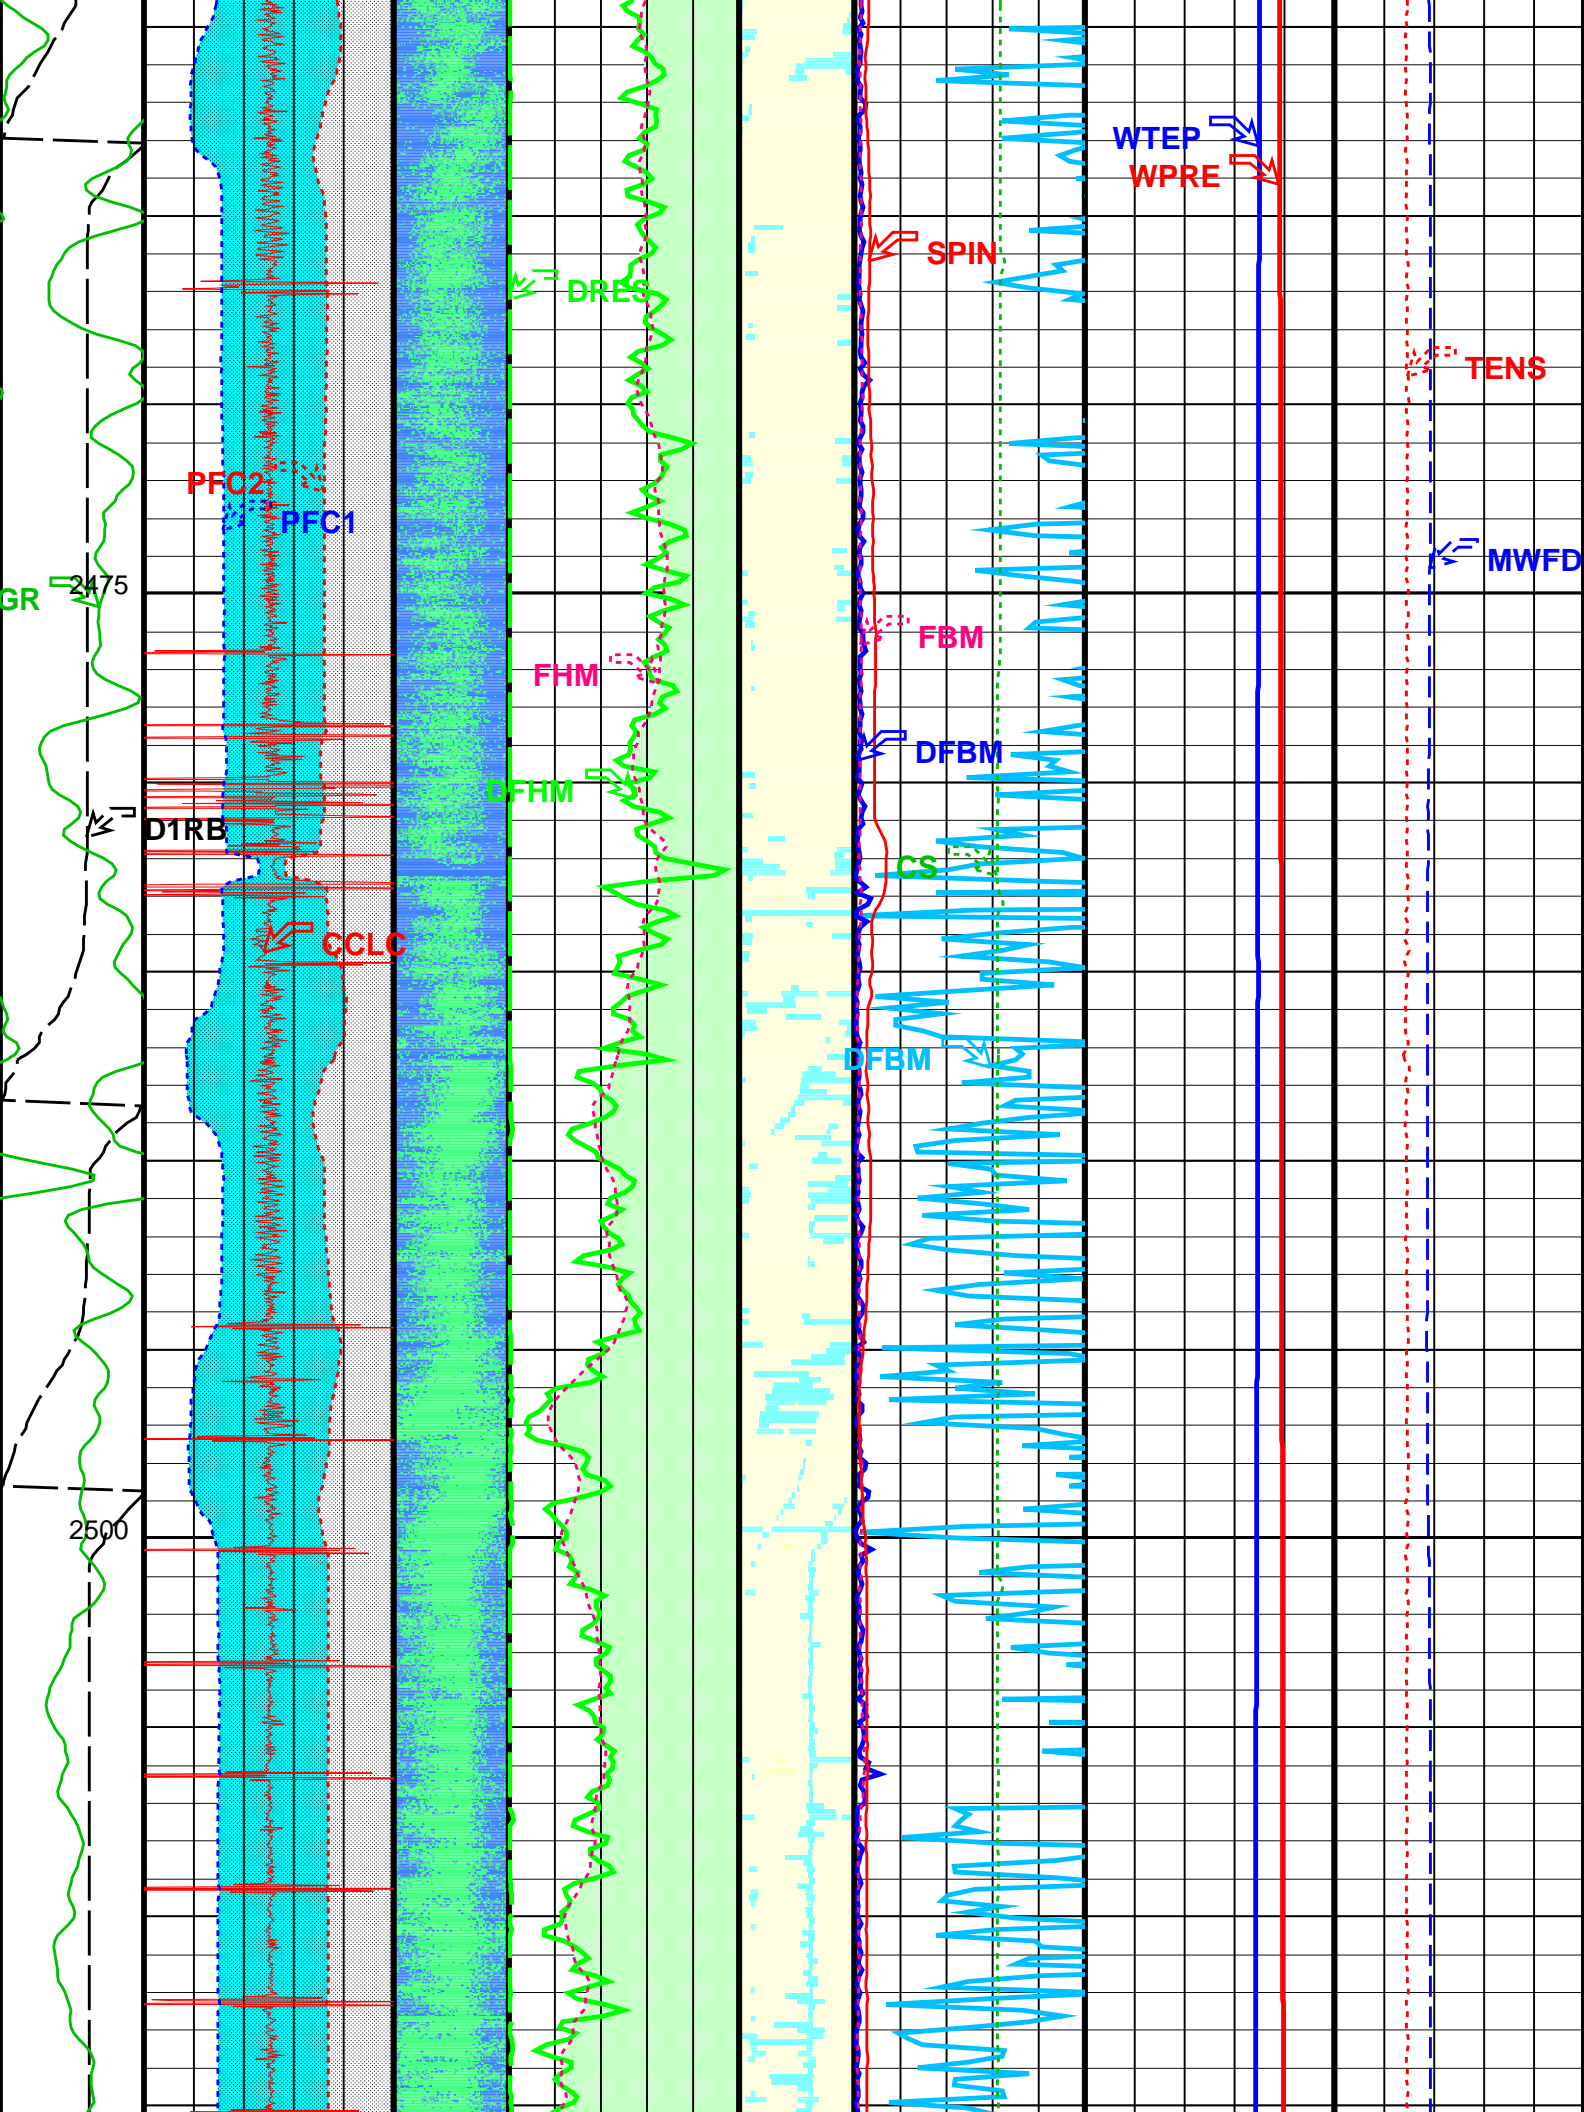 WTEP
WPRE
SPIN
DRES
TENS
PFC2
PFC1
MWFD
2475
GR
FBM
FHM
DFBM
DFHM
D1RB
CS
CCLC
DFBM
2500